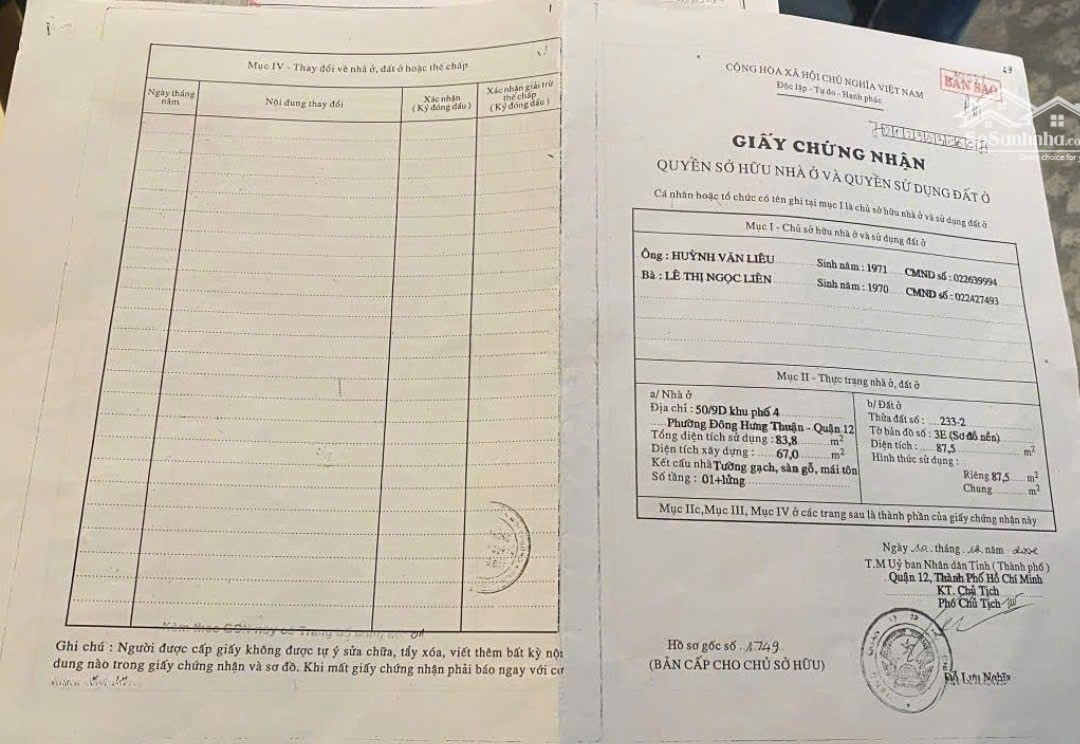 Mục IV - Thay đổi về nhà ở, đất ở hoặc thế chấp
Ngày tháng năm
Nội dung thay đổi
Xác nhận (Ký đóng dấu)
Xác nhận giải trừ thế chấp (Ký đóng dấu)
Ghi chú : Người được cấp giấy không được tự ý sửa chữa, tẩy xóa, viết thêm bất kỳ nội
dung nào trong giấy chứng nhận và sơ đồ. Khi mất giấy chứng nhận phải báo ngay với cơ
CỘNG HÒA XÃ HỘI CHỦ NGHĨA VIỆT NAM
Độc lập - Tự do - Hạnh phúc
BẢN SAO
SoSanhnha.co
GIẤY CHỨNG NHẬN
QUYỀN SỞ HỮU NHÀ Ở VÀ QUYỀN SỬ DỤNG ĐẤT Ở
Cá nhân hoặc tổ chức có tên ghi tại mục I là chủ sở hữu nhà ở và sử dụng đất ở
Mục I - Chủ sở hữu nhà ở và sử dụng đất ở
Ông : HUỲNH VĂN LIÊU Sinh năm : 1971 CMND số : 022639994
Bà : LÊ THỊ NGỌC LIÊN Sinh năm : 1970 CMND số : 022427493
Mục II - Thực trạng nhà ở, đất ở
a/ Nhà ở
Địa chỉ : 50/9D khu phố 4
Phường Đông Hưng Thuận - Quận 12
Tổng diện tích sử dụng : 83,8 m²
Diện tích xây dựng : 67,0 m²
Kết cấu nhà Tường gạch, sàn gỗ, mái tôn
Số tầng : 01+lửng
b/ Đất ở
Thửa đất số : 233-2
Tờ bản đồ số : 3E (Sơ đồ nền)
Diện tích : 87,5 m²
Hình thức sử dụng :
Riêng 87,5 m²
Chung m²
Mục IIc,Mục III, Mục IV ở các trang sau là thành phần của giấy chứng nhận này
Ngày 10 tháng 12 năm
T.M Uỷ ban Nhân dân Tỉnh ( Thành phố )
Quận 12, Thành Phố Hồ Chí Minh
KT. Chủ Tịch
Phó Chủ Tịch
Hồ sơ gốc số 1749
(BẢN CẤP CHO CHỦ SỞ HỮU)
Đỗ Lưu Nghĩa